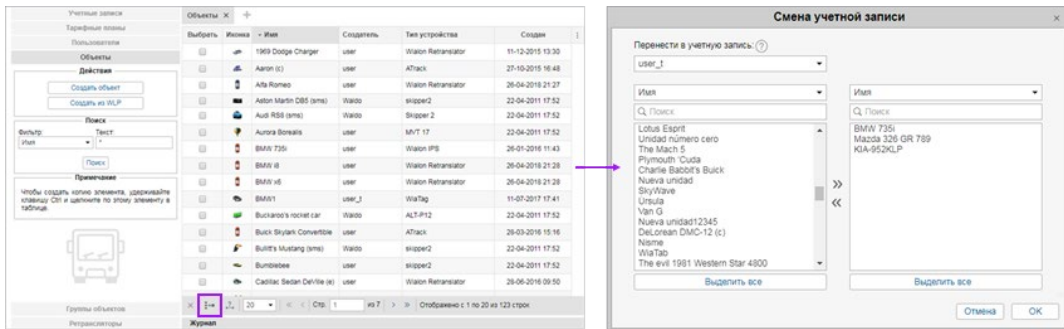 Учетные записи
Тарифные планы
Пользователи
Объекты
Действия
Создать объект
Создать из WLP
Поиск
Фильтр: Текст:
Имя *
Поиск
Примечание
Чтобы создать копию элемента, удерживайте
клавишу Ctrl и щелкните по этому элементу в
таблице.
Группы объектов
Ретрансляторы
Объекты × +
Выбрать Иконка Имя Создатель Тип устройства Создан
1969 Dodge Charger user Wialon Retranslator 11-12-2015 13:30
Aaron (c) user ATrack 27-10-2015 16:48
Alfa Romeo user Wialon Retranslator 26-04-2018 21:27
Aston Martin DB5 (sms) Waldo skipper2 22-04-2011 17:52
Audi RS6 (sms) Waldo Skipper 2 22-04-2011 17:52
Aurora Borealis user MVT 17 22-04-2011 17:52
BMW 735i user Wialon IPS 26-01-2016 11:43
BMW i8 user Wialon Retranslator 26-04-2018 21:28
BMW x6 user Wialon Retranslator 26-04-2018 21:28
BMW1 user_t WiaTag 11-07-2017 17:41
Buckaroo's rocket car Waldo ALT-P12 22-04-2011 17:52
Buick Skylark Convertible user ATrack 28-03-2016 15:16
Bullitt's Mustang (sms) Waldo skipper2 22-04-2011 17:52
Bumblebee user skipper2 22-04-2011 17:52
Cadillac Sedan DeVille (e) user Wialon Retranslator 28-06-2016 09:50
× 20 « < Стр. 1 из 7 > » Отображено с 1 по 20 из 123 строк
Журнал
Смена учетной записи ×
Перенести в учетную запись: ?
user_t
Имя
Поиск
Lotus Esprit
Unidad número cero
The Mach 5
Plymouth 'Cuda
Charlie Babbit's Buick
Nueva unidad
SkyWave
Ursula
Van G
Nueva unidad12345
DeLorean DMC-12 (c)
Nisme
WiaTab
The evil 1981 Western Star 4800
Выделить все
»
«
Имя
Поиск
BMW 735i
Mazda 326 GR 789
KIA-952KLP
Выделить все
Отмена OK